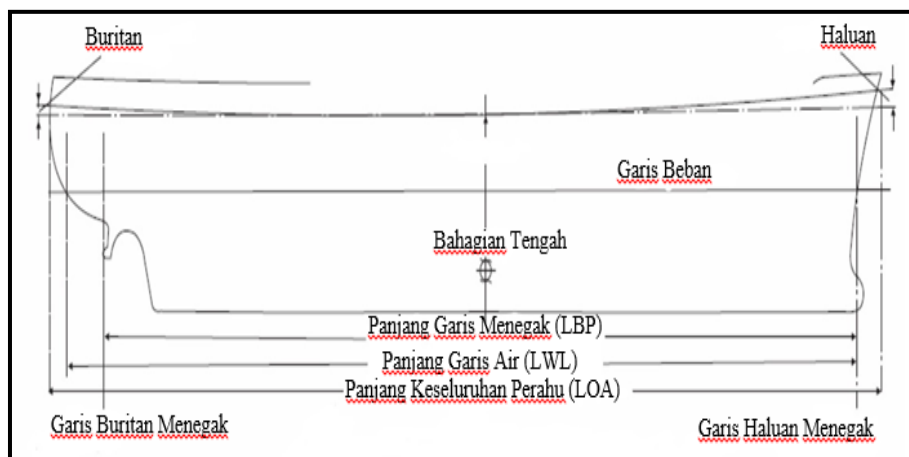 Buritan
Haluan
Garis Beban
Bahagian Tengah
Panjang Garis Menegak (LBP)
Panjang Garis Air (LWL)
Panjang Keseluruhan Perahu (LOA)
Garis Buritan Menegak
Garis Haluan Menegak